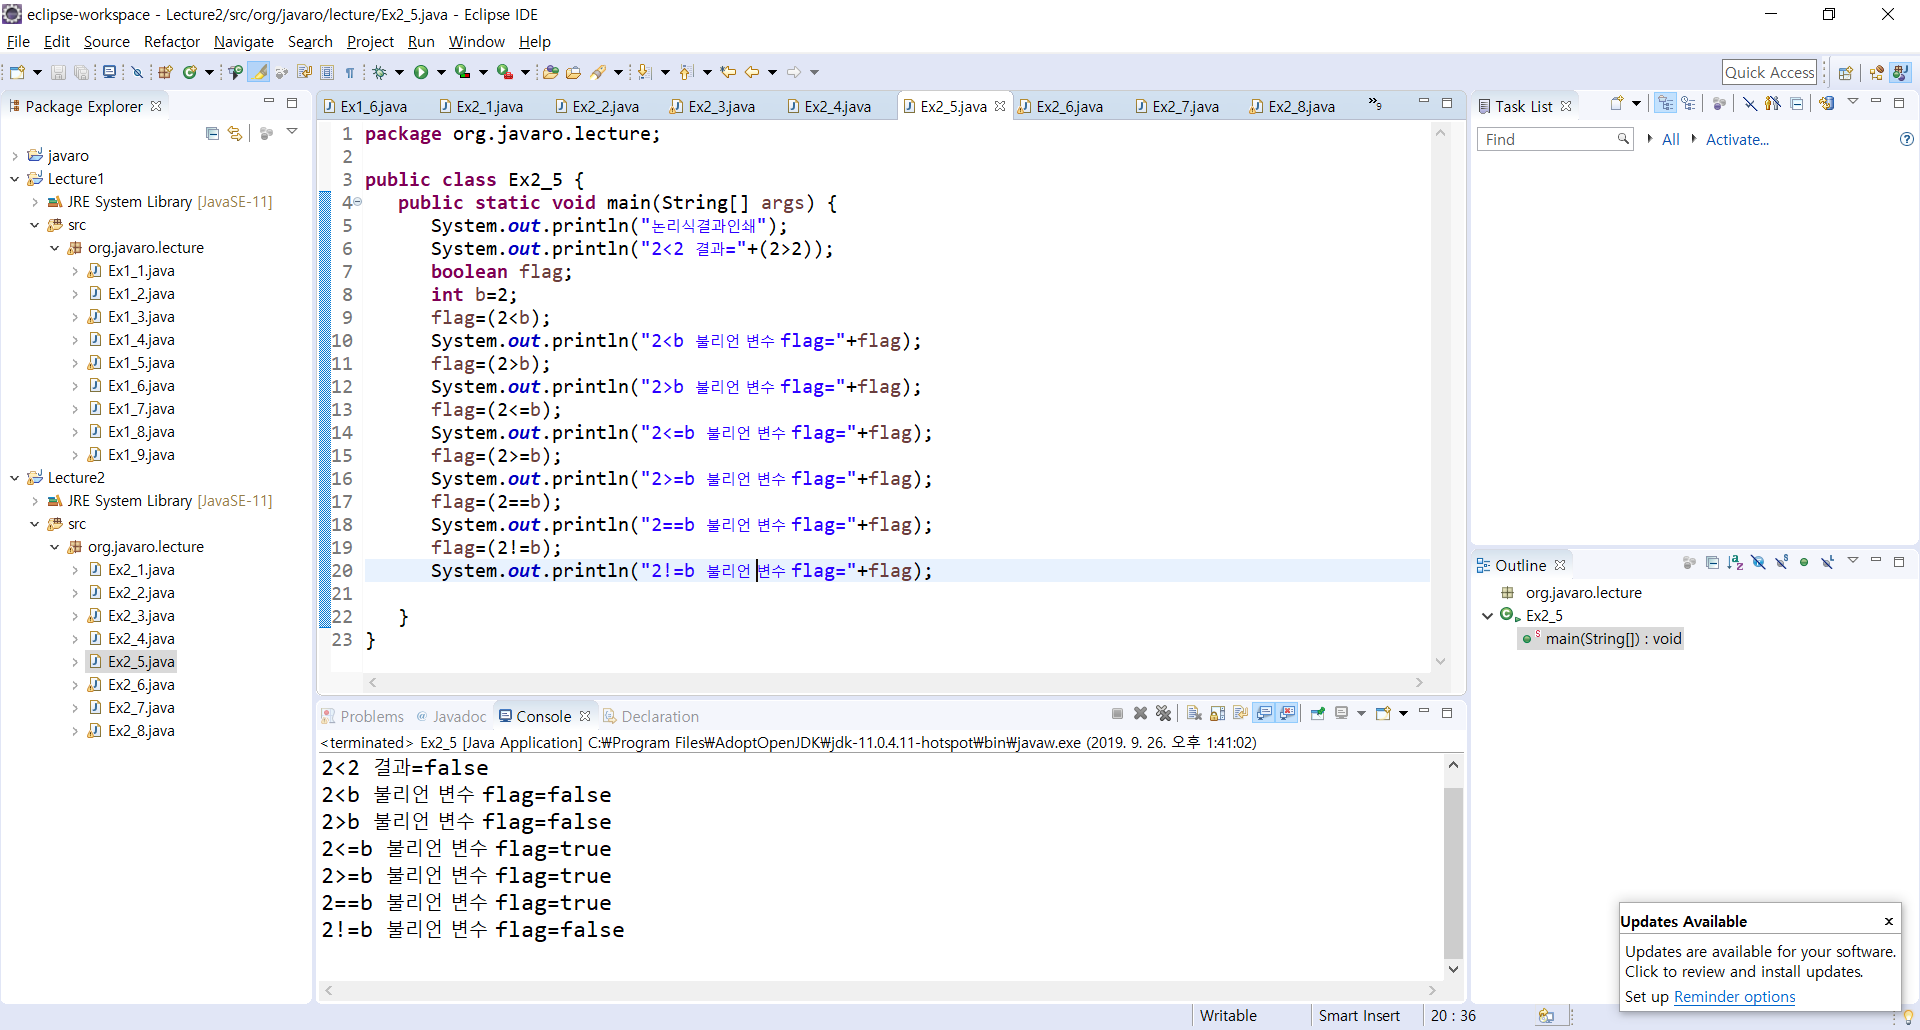 eclipse-workspace - Lecture2/src/org/javaro/lecture/Ex2_5.java - Eclipse IDE
File Edit Source Refactor Navigate Search Project Run Window Help
Quick Access
Package Explorer
javaro
Lecture1
JRE System Library [JavaSE-11]
src
org.javaro.lecture
Ex1_1.java
Ex1_2.java
Ex1_3.java
Ex1_4.java
Ex1_5.java
Ex1_6.java
Ex1_7.java
Ex1_8.java
Ex1_9.java
Lecture2
JRE System Library [JavaSE-11]
src
org.javaro.lecture
Ex2_1.java
Ex2_2.java
Ex2_3.java
Ex2_4.java
Ex2_5.java
Ex2_6.java
Ex2_7.java
Ex2_8.java
Ex1_6.java Ex2_1.java Ex2_2.java Ex2_3.java Ex2_4.java Ex2_5.java Ex2_6.java Ex2_7.java Ex2_8.java »9
1 package org.javaro.lecture;
2
3 public class Ex2_5 {
4 public static void main(String[] args) {
5 System.out.println("논리식결과인쇄");
6 System.out.println("2<2 결과="+(2>2));
7 boolean flag;
8 int b=2;
9 flag=(2<b);
10 System.out.println("2<b 불리언 변수 flag="+flag);
11 flag=(2>b);
12 System.out.println("2>b 불리언 변수 flag="+flag);
13 flag=(2<=b);
14 System.out.println("2<=b 불리언 변수 flag="+flag);
15 flag=(2>=b);
16 System.out.println("2>=b 불리언 변수 flag="+flag);
17 flag=(2==b);
18 System.out.println("2==b 불리언 변수 flag="+flag);
19 flag=(2!=b);
20 System.out.println("2!=b 불리언 변수 flag="+flag);
21
22 }
23 }
Problems @ Javadoc Console Declaration
<terminated> Ex2_5 [Java Application] C:₩Program Files₩AdoptOpenJDK₩jdk-11.0.4.11-hotspot₩bin₩javaw.exe (2019. 9. 26. 오후 1:41:02)
2<2 결과=false
2<b 불리언 변수 flag=false
2>b 불리언 변수 flag=false
2<=b 불리언 변수 flag=true
2>=b 불리언 변수 flag=true
2==b 불리언 변수 flag=true
2!=b 불리언 변수 flag=false
Task List
Find All Activate...
Outline
org.javaro.lecture
Ex2_5
main(String[]) : void
Updates Available
Updates are available for your software.
Click to review and install updates.
Set up Reminder options
Writable Smart Insert 20 : 36